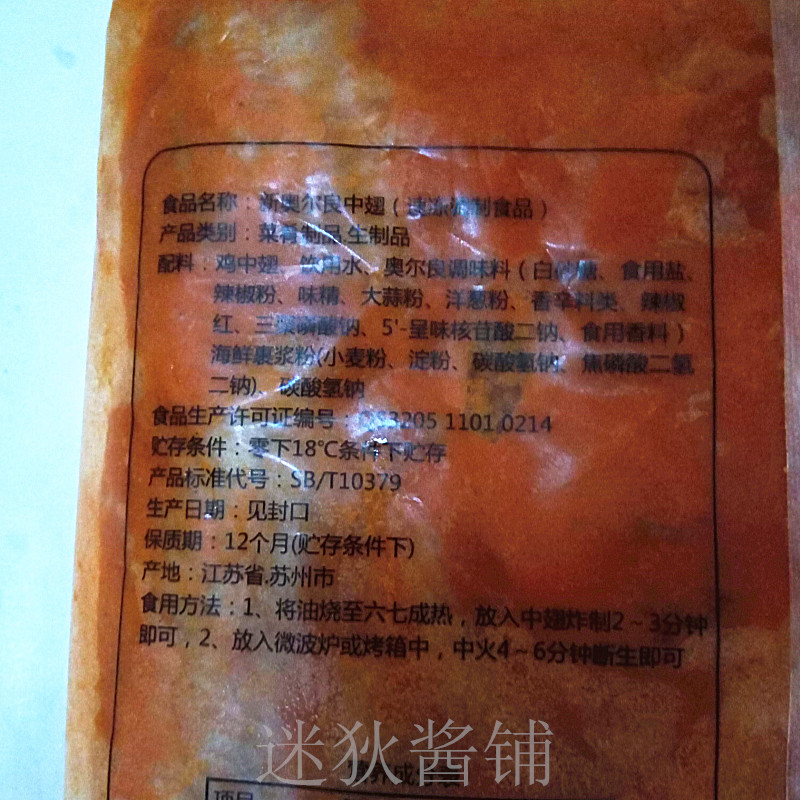 食品名称：新奥尔良中翅（速冻调制食品）
产品类别：菜肴制品.生制品
配料：鸡中翅、饮用水、奥尔良调味料（白砂糖、食用盐、
辣椒粉、味精、大蒜粉、洋葱粉、香辛料类、辣椒
红、三聚磷酸钠、5'-呈味核苷酸二钠、食用香料）
海鲜裹浆粉(小麦粉、淀粉、碳酸氢钠、焦磷酸二氢
二钠)、碳酸氢钠
食品生产许可证编号：QS3205 1101 0214
贮存条件：零下18℃条件下贮存
产品标准代号：SB/T10379
生产日期：见封口
保质期：12个月(贮存条件下)
产地：江苏省.苏州市
食用方法：1、将油烧至六七成热，放入中翅炸制2～3分钟
即可，2、放入微波炉或烤箱中，中火4～6分钟断生即可
迷狄酱铺
项目